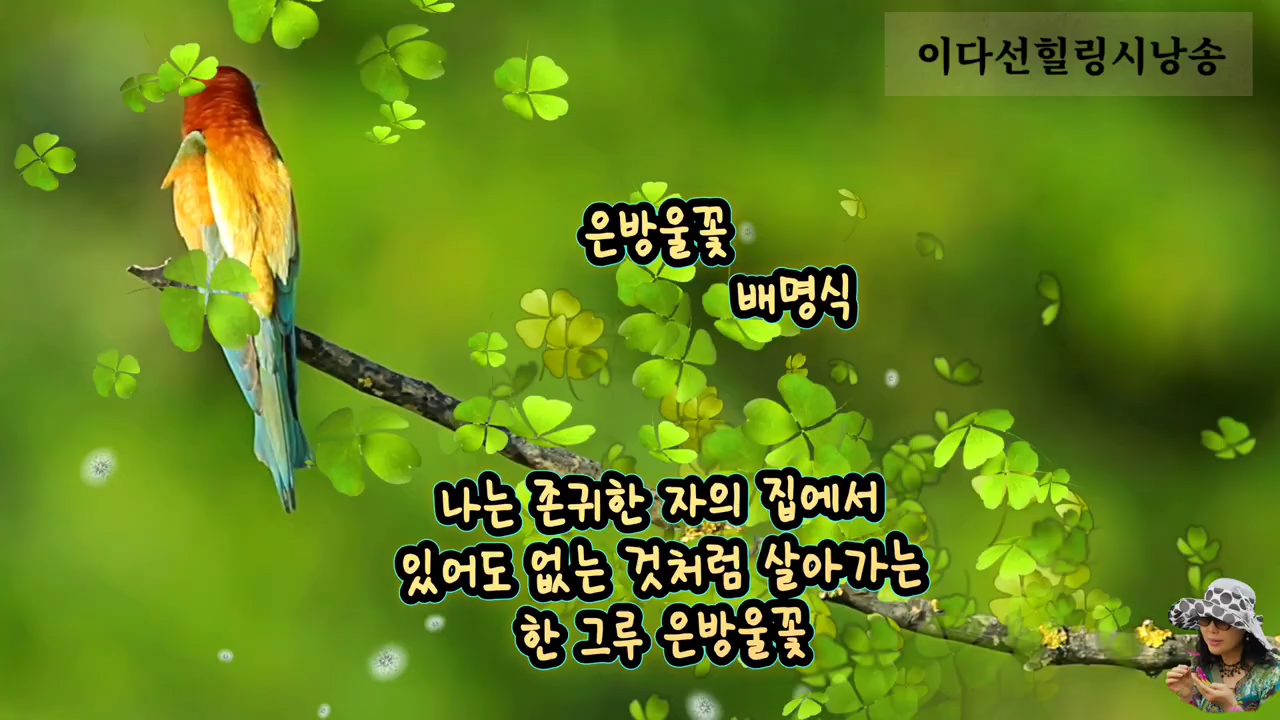 이다선힐링시낭송
은방울꽃
배명식
나는 존귀한 자의 집에서
있어도 없는 것처럼 살아가는
한 그루 은방울꽃